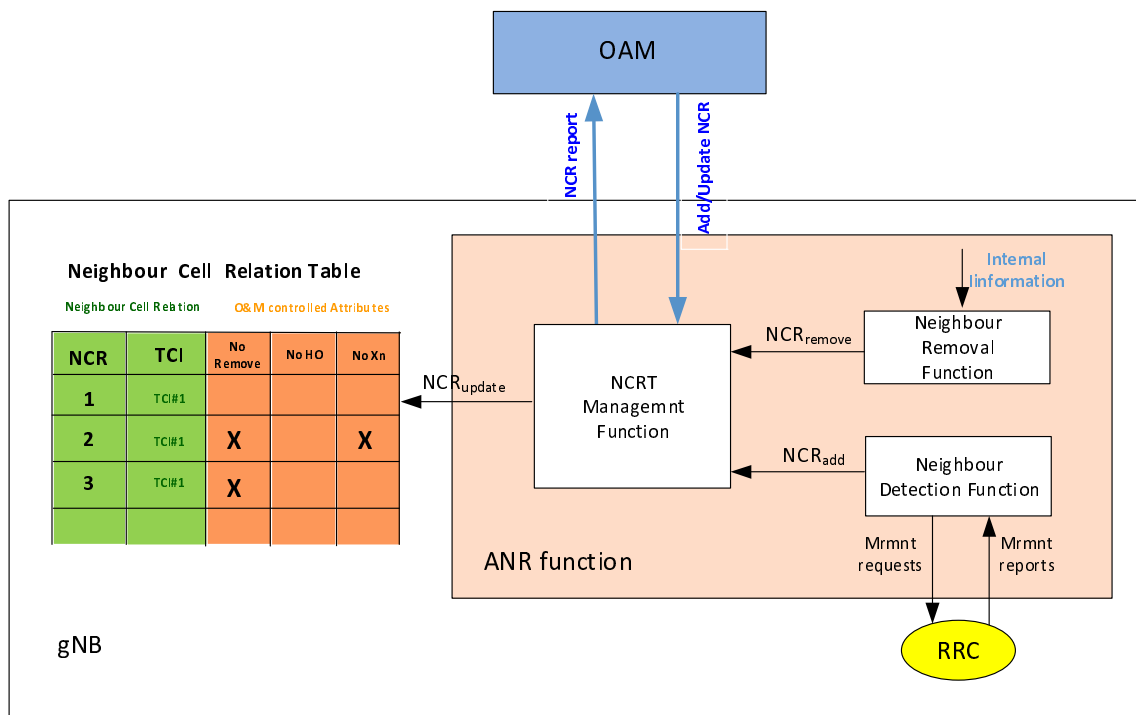 OAM
NCR report
Add/Update NCR
Neighbour Cell Relation Table
Neighbour Cell Relation
O&M controlled Attributes
NCR TCI No Remove No HO No Xn
1 TCI#1
2 TCI#1 X X
3 TCI#1 X
NCRupdate
NCRT
Managemnt
Function
NCRremove
NCRadd
Internal
Iinformation
Neighbour
Removal
Function
Neighbour
Detection Function
Mrmnt
requests
Mrmnt
reports
ANR function
RRC
gNB